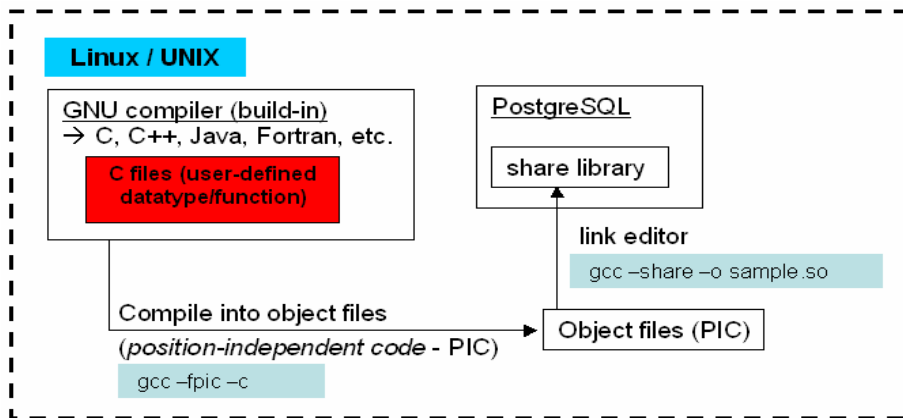 Linux / UNIX
GNU compiler (build-in)
→ C, C++, Java, Fortran, etc.
C files (user-defined
datatype/function)
PostgreSQL
share library
link editor
gcc –share –o sample.so
Compile into object files
(position-independent code - PIC)
gcc –fpic –c
Object files (PIC)